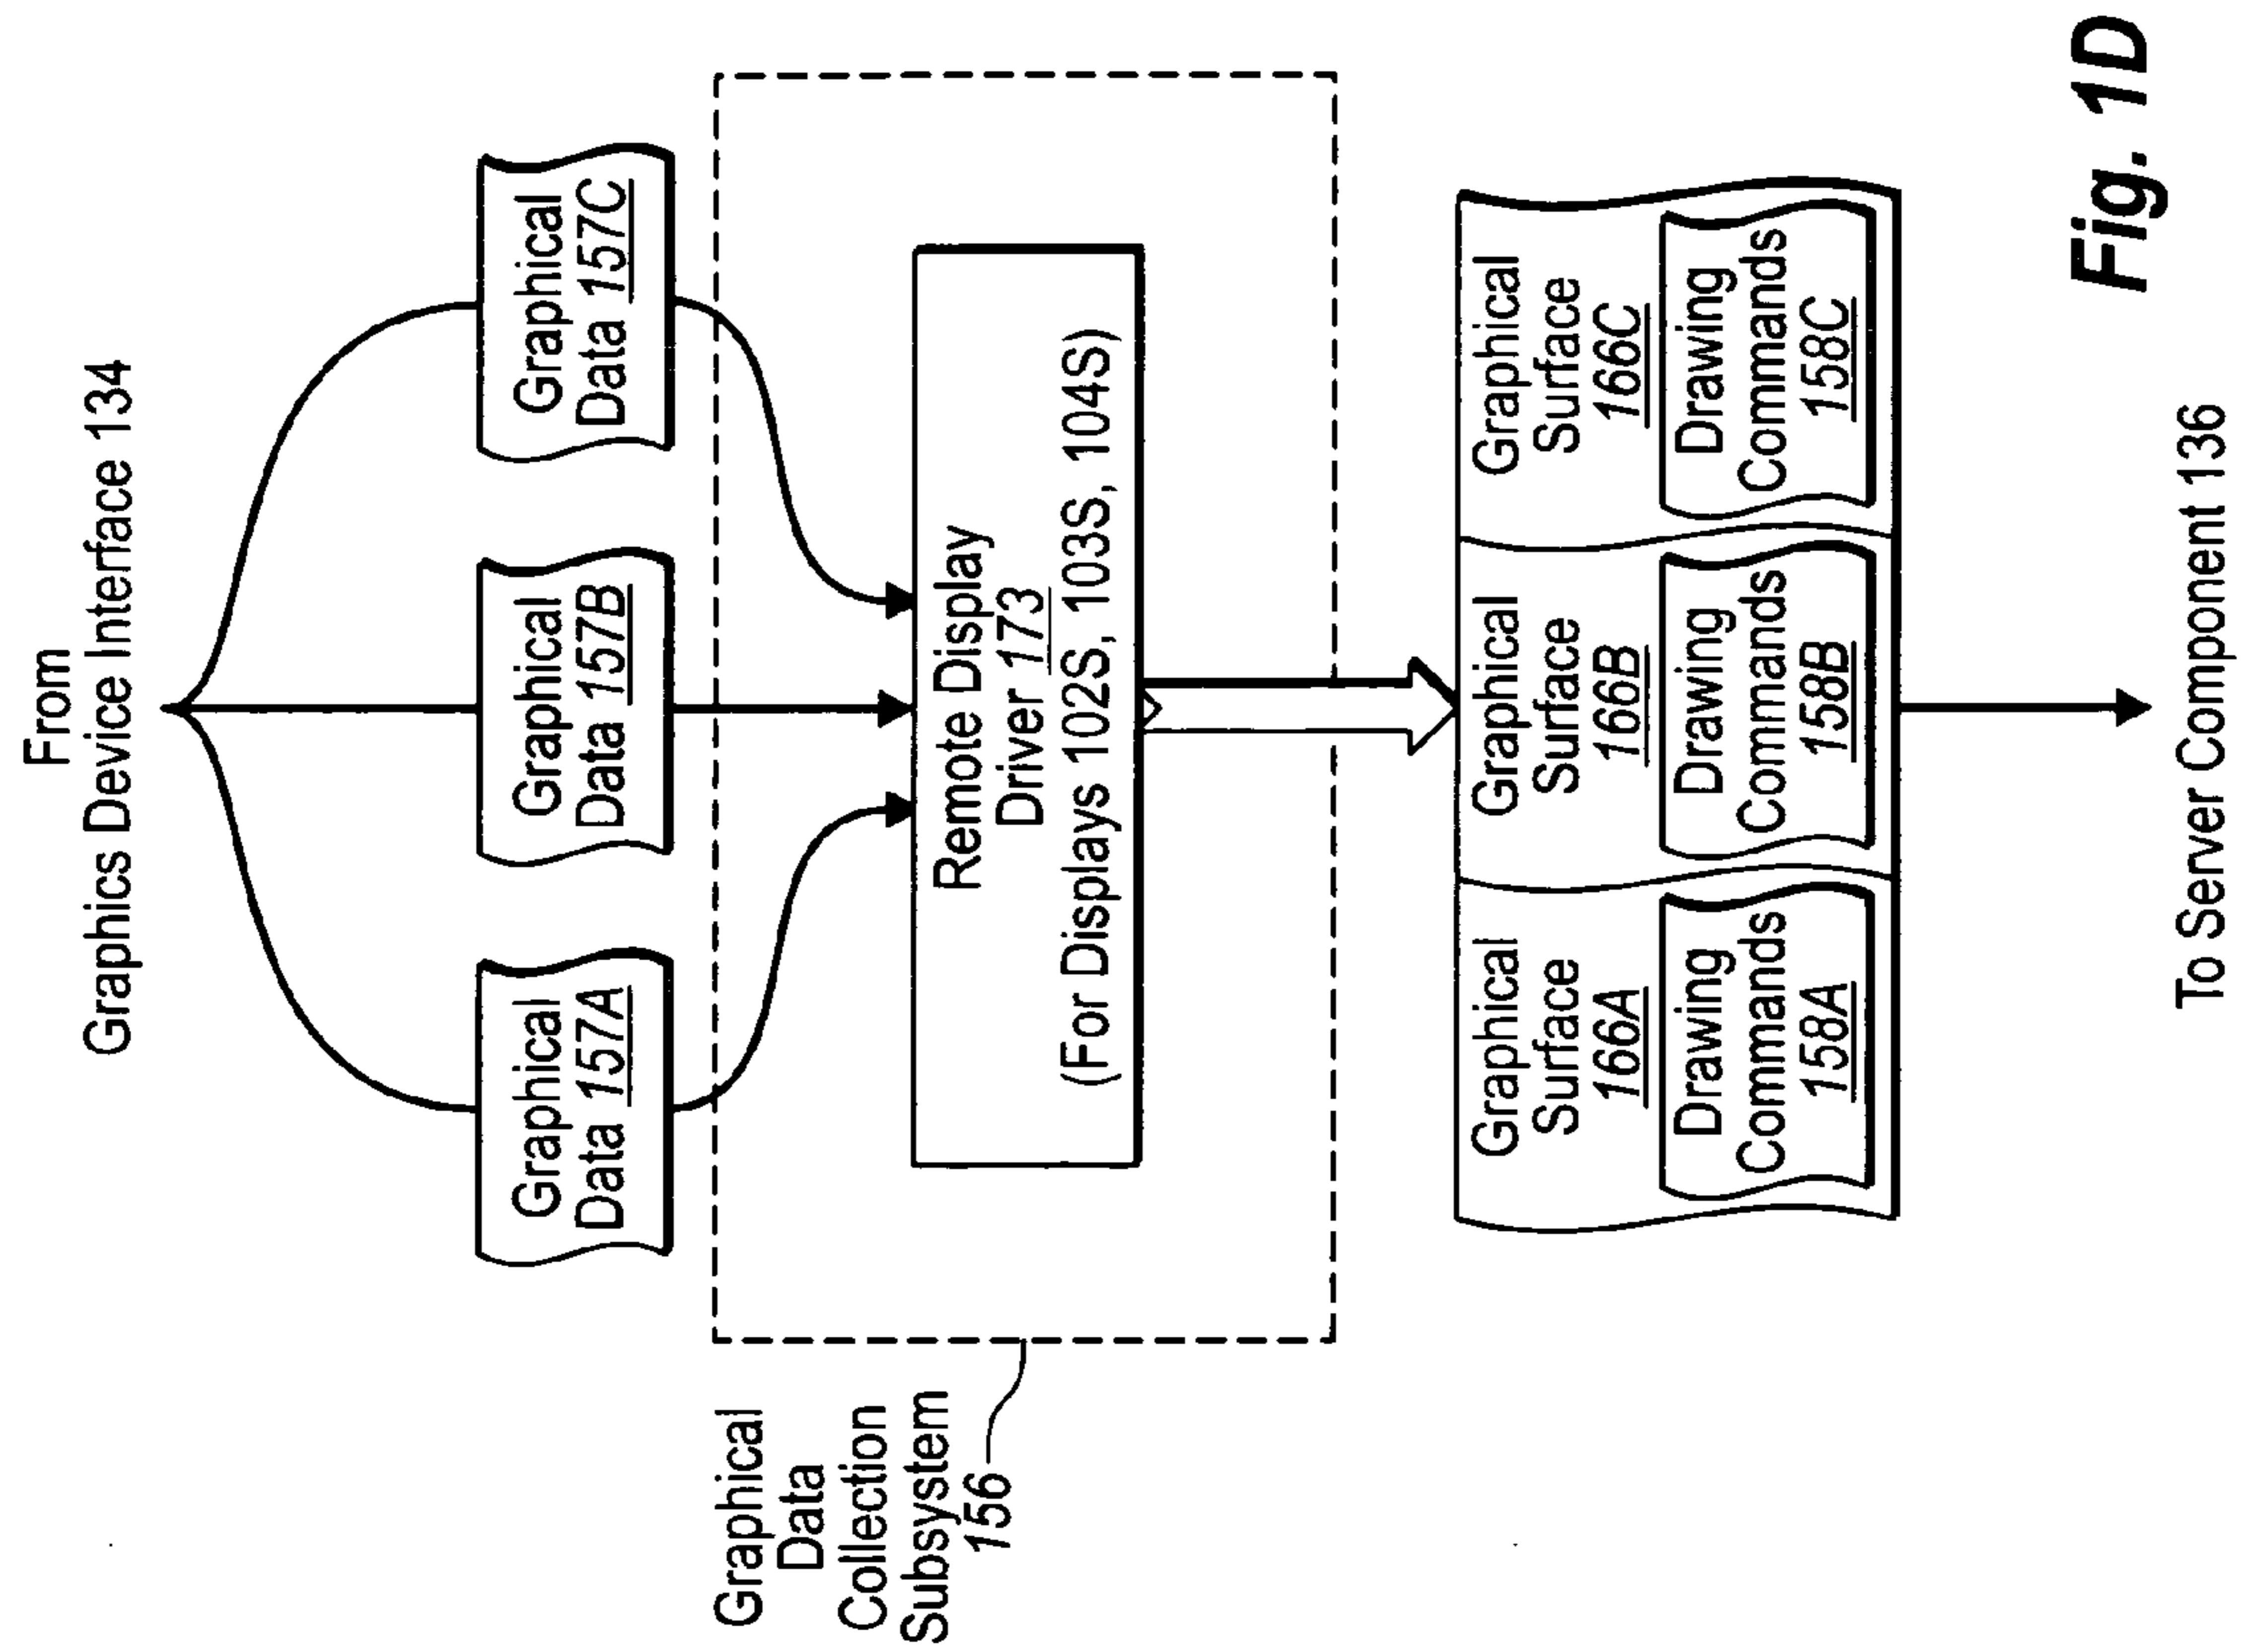 From
Graphics Device Interface 134
Graphical
Data 157A
Graphical
Data 157B
Graphical
Data 157C
Graphical
Data
Collection
Subsystem
156
Remote Display
Driver 173
(For Displays 102S, 103S, 104S)
Graphical
Surface
166A
Drawing
Commands
158A
Graphical
Surface
166B
Drawing
Commands
158B
Graphical
Surface
166C
Drawing
Commands
158C
To Server Component 136
Fig. 1D